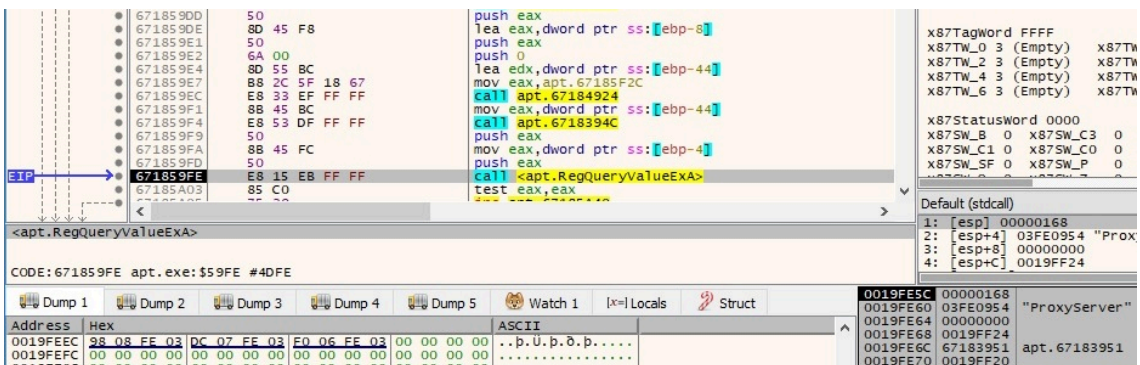 671859DD 50 push eax
671859DE 8D 45 F8 lea eax,dword ptr ss:[ebp-8]
671859E1 50 push eax
671859E2 6A 00 push 0
671859E4 8D 55 BC lea edx,dword ptr ss:[ebp-44]
671859E7 B8 2C 5F 18 67 mov eax,apt.67185F2C
671859EC E8 33 EF FF FF call apt.67184924
671859F1 8B 45 BC mov eax,dword ptr ss:[ebp-44]
671859F4 E8 53 DF FF FF call apt.6718394C
671859F9 50 push eax
671859FA 8B 45 FC mov eax,dword ptr ss:[ebp-4]
671859FD 50 push eax
EIP 671859FE E8 15 EB FF FF call <apt.RegQueryValueExA>
67185A03 85 C0 test eax,eax
<apt.RegQueryValueExA>
CODE:671859FE apt.exe:$59FE #4DFE
x87TagWord FFFF
x87TW_0 3 (Empty) x87TW
x87TW_2 3 (Empty) x87TW
x87TW_4 3 (Empty) x87TW
x87TW_6 3 (Empty) x87TW
x87StatusWord 0000
x87SW_B 0 x87SW_C3 0
x87SW_C1 0 x87SW_C0 0
x87SW_SF 0 x87SW_P 0
Default (stdcall)
1: [esp] 00000168
2: [esp+4] 03FE0954 "Proxy
3: [esp+8] 00000000
4: [esp+C] 0019FF24
Dump 1 Dump 2 Dump 3 Dump 4 Dump 5 Watch 1 [x=] Locals Struct
Address Hex ASCII
0019FEEC 98 08 FE 03 DC 07 FE 03 F0 06 FE 03 00 00 00 00 ..þ.Ü.þ.ð.þ.....
0019FEFC 00 00 00 00 00 00 00 00 00 00 00 00 00 00 00 00 ................
0019FE5C 00000168
0019FE60 03FE0954 "ProxyServer"
0019FE64 00000000
0019FE68 0019FF24
0019FE6C 67183951 apt.67183951
0019FE70 0019FF20